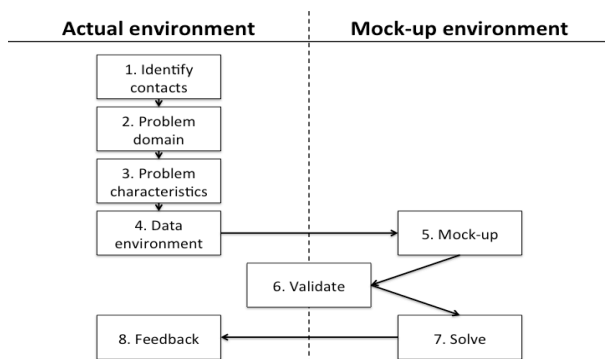 Actual environment
Mock-up environment
1. Identify
contacts
2. Problem
domain
3. Problem
characteristics
4. Data
environment
5. Mock-up
6. Validate
7. Solve
8. Feedback